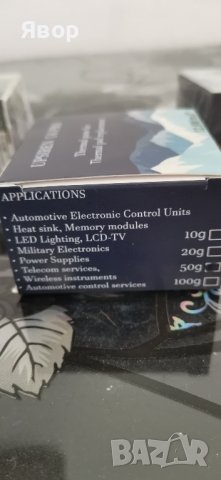 Явор
APPLICATIONS
• Automotive Electronic Control Units
• Heat sink, Memory modules
• LED Lighting, LCD-TV 10g
• Military Electronics 20g
• Power Supplies
• Telecom services, 50g
• Wireless instruments
• Automotive control services 100g
BAZAR
bg